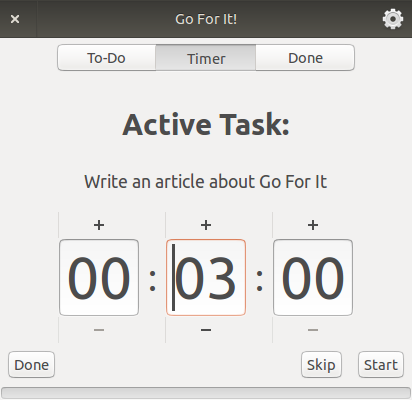 Go For It!
To-Do Timer Done
Active Task:
Write an article about Go For It
+ + +
00 : 03 : 00
− − −
Done Skip Start